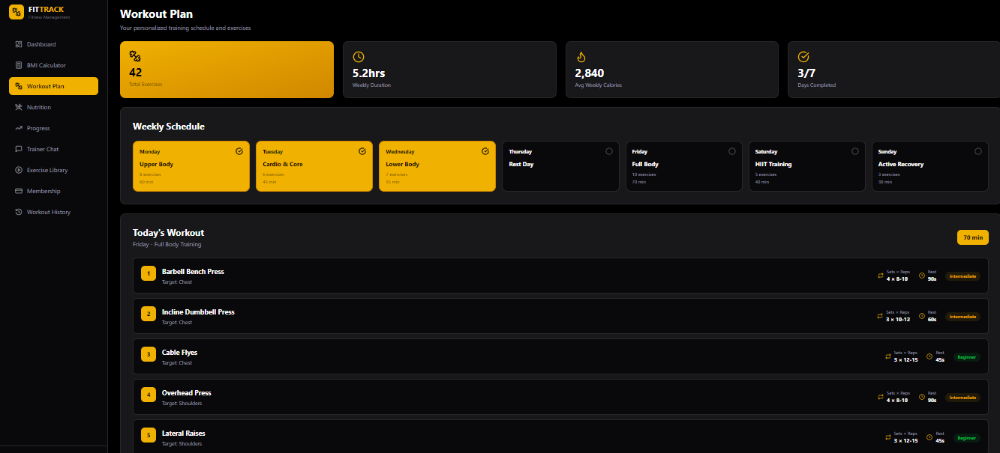 FITTRACK
Fitness Management
Dashboard
BMI Calculator
Workout Plan
Nutrition
Progress
Trainer Chat
Exercise Library
Membership
Workout History
Workout Plan
Your personalized training schedule and exercises
42
Total Exercises
5.2hrs
Weekly Duration
2,840
Avg Weekly Calories
3/7
Days Completed
Weekly Schedule
Monday
Upper Body
8 exercises
60 min
Tuesday
Cardio & Core
6 exercises
45 min
Wednesday
Lower Body
7 exercises
55 min
Thursday
Rest Day
Friday
Full Body
10 exercises
70 min
Saturday
HIIT Training
5 exercises
40 min
Sunday
Active Recovery
3 exercises
30 min
Today's Workout
Friday - Full Body Training
70 min
1
Barbell Bench Press
Target: Chest
Sets × Reps
4 × 8-10
Rest
90s
Intermediate
2
Incline Dumbbell Press
Target: Chest
Sets × Reps
3 × 10-12
Rest
60s
Intermediate
3
Cable Flyes
Target: Chest
Sets × Reps
3 × 12-15
Rest
45s
Beginner
4
Overhead Press
Target: Shoulders
Sets × Reps
4 × 8-10
Rest
90s
Intermediate
5
Lateral Raises
Target: Shoulders
Sets × Reps
3 × 12-15
Rest
45s
Beginner